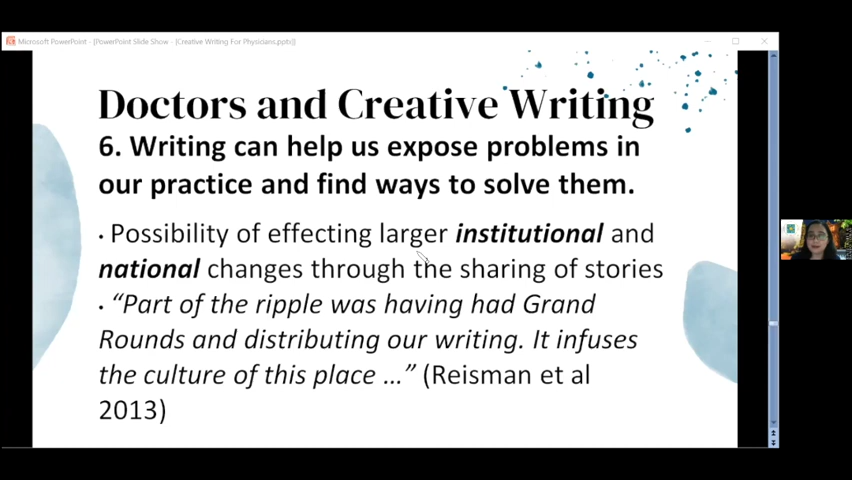 Microsoft PowerPoint - [PowerPoint Slide Show - [Creative Writing For Physicians.pptx]]
Doctors and Creative Writing
6. Writing can help us expose problems in
our practice and find ways to solve them.
• Possibility of effecting larger institutional and
national changes through the sharing of stories
• “Part of the ripple was having had Grand
Rounds and distributing our writing. It infuses
the culture of this place …” (Reisman et al
2013)